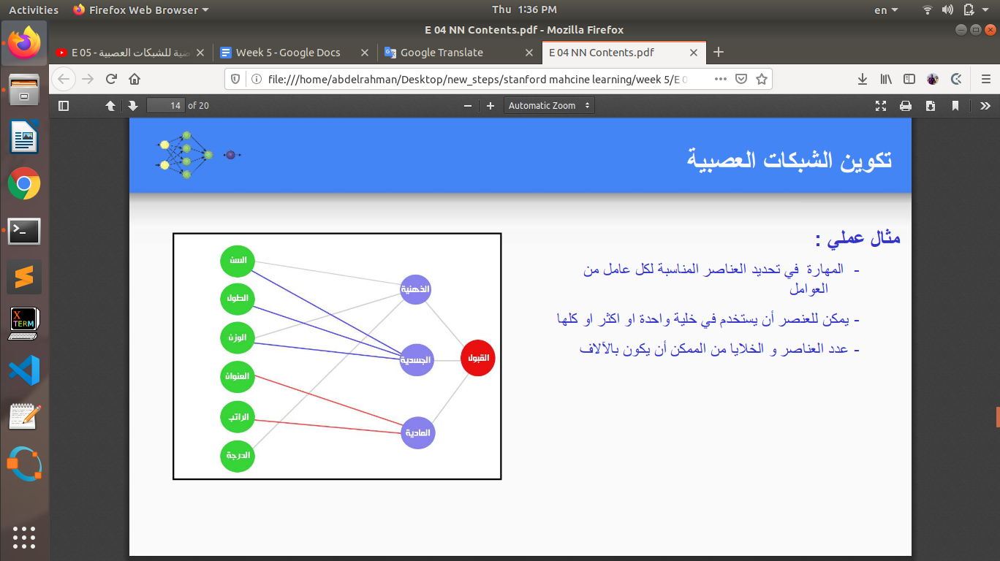 Activities
Firefox Web Browser
Thu 1:36 PM
en
E 04 NN Contents.pdf - Mozilla Firefox
E 05 - ضية للشبكات العصبية
Week 5 - Google Docs
Google Translate
E 04 NN Contents.pdf
file:///home/abdelrahman/Desktop/new_steps/stanford mahcine learning/week 5/E 0
14 of 20
Automatic Zoom
تكوين الشبكات العصبية
مثال عملي :
- المهارة في تحديد العناصر المناسبة لكل عامل من
العوامل
- يمكن للعنصر أن يستخدم في خلية واحدة او اكثر او كلها
- عدد العناصر و الخلايا من الممكن أن يكون بالآلاف
السن
الطول
الوزن
العنوان
الراتب
الدرجة
الذهنية
الجسدية
المادية
القبول
X
TERM